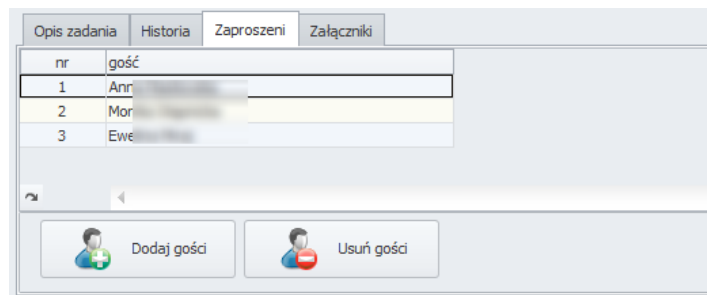 Opis zadania Historia Zaproszeni Załączniki
nr gość
1
2
3
Dodaj gości Usuń gości